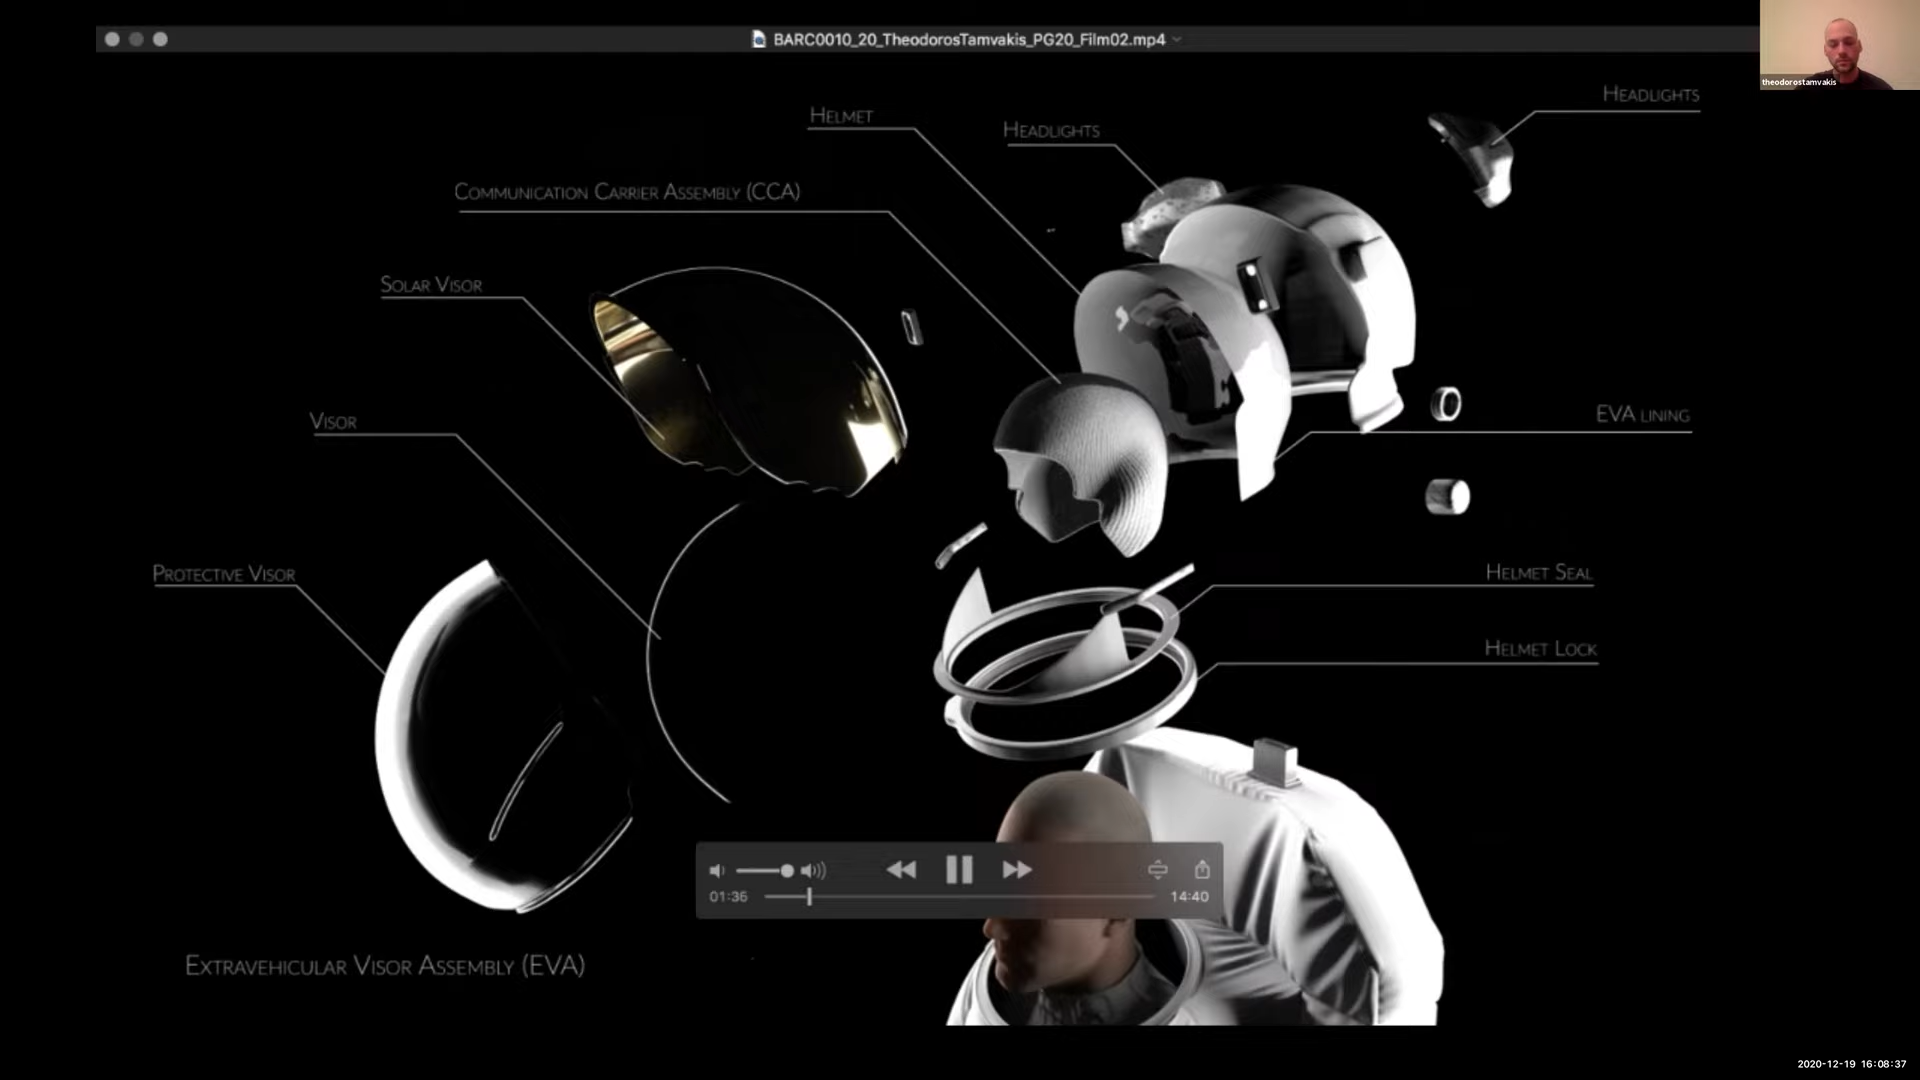 BARC0010_20_TheodorosTamvakis_PG20_Film02.mp4
theodorostamvakis
Headlights
Helmet
Headlights
Communication Carrier Assembly (CCA)
Solar Visor
Visor
EVA lining
Protective Visor
Helmet Seal
Helmet Lock
01:36
14:40
Extravehicular Visor Assembly (EVA)
2020-12-19 16:08:37